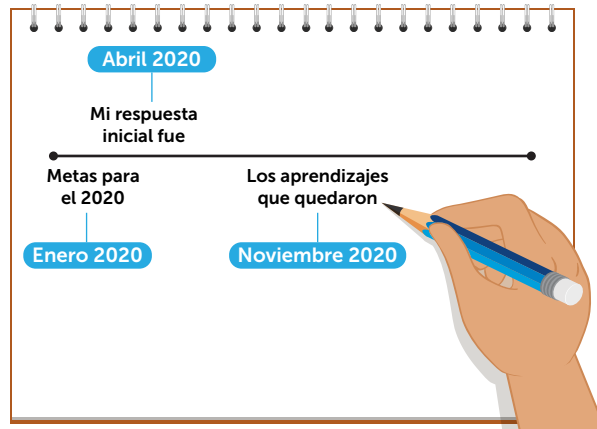 Abril 2020
Mi respuesta
inicial fue
Metas para
el 2020
Enero 2020
Los aprendizajes
que quedaron
Noviembre 2020